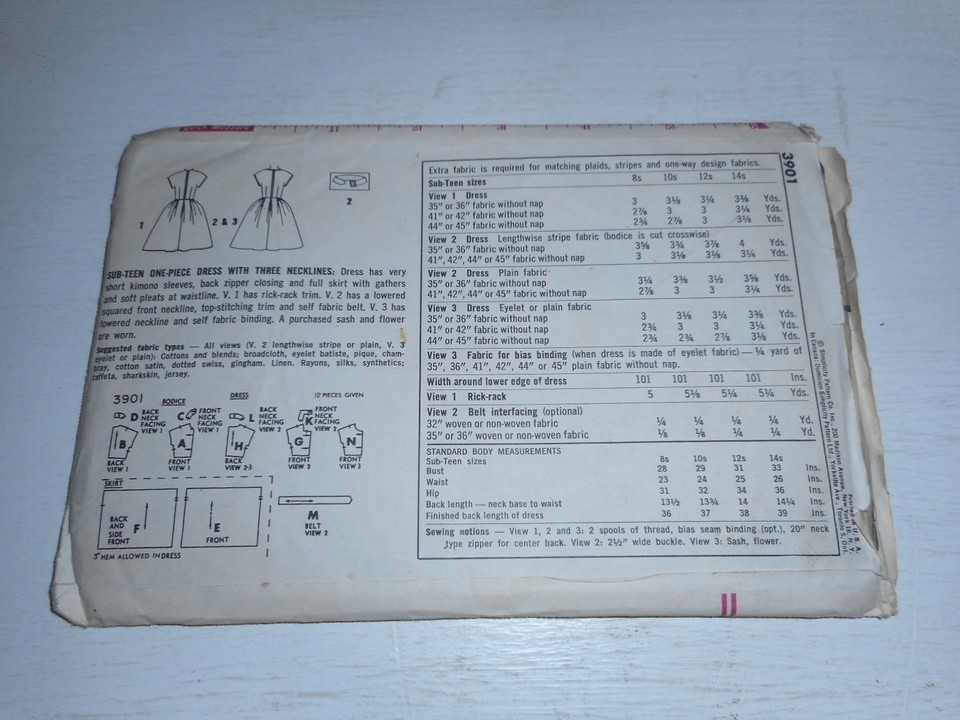 1
2 & 3
2
SUB-TEEN ONE-PIECE DRESS WITH THREE NECKLINES: Dress has very
short kimono sleeves, back zipper closing and full skirt with gathers
and soft pleats at waistline. V. 1 has rick-rack trim. V. 2 has a lowered
squared front neckline, top-stitching trim and self fabric belt. V. 3 has
lowered neckline and self fabric binding. A purchased sash and flower
are worn.
Suggested fabric types — All views (V. 2 lengthwise stripe or plain, V. 3
eyelet or plain): Cottons and blends; broadcloth, eyelet batiste, pique, cham-
bray, cotton satin, dotted swiss, gingham. Linen. Rayons, silks, synthetics;
taffeta, sharkskin, jersey.
3901 BODICE DRESS 12 PIECES GIVEN
D BACK NECK FACING VIEW 1
C FRONT NECK FACING VIEW 1
L BACK NECK FACING VIEW 2
K FRONT NECK FACING VIEW 2
B BACK VIEW 1
A FRONT VIEW 1
H BACK VIEW 2-3
G FRONT VIEW 2
N FRONT VIEW 3
SKIRT
BACK AND SIDE FRONT F
E FRONT
M BELT VIEW 2
3" HEM ALLOWED IN DRESS
3901
Extra fabric is required for matching plaids, stripes and one-way design fabrics.
Sub-Teen sizes 8s 10s 12s 14s
View 1 Dress
35" or 36" fabric without nap 3 3⅛ 3¼ 3⅜ Yds.
41" or 42" fabric without nap 2⅞ 3 3 3¼ Yds.
44" or 45" fabric without nap 2¾ 2⅞ 3 3⅛ Yds.
View 2 Dress Lengthwise stripe fabric (bodice is cut crosswise)
35" or 36" fabric without nap 3⅝ 3¾ 3⅞ 4 Yds.
41", 42", 44" or 45" fabric without nap 3 3⅛ 3⅛ 3¼ Yds.
View 2 Dress Plain fabric
35" or 36" fabric without nap 3¼ 3⅜ 3½ 3⅝ Yds.
41", 42", 44" or 45" fabric without nap 2⅞ 3 3 3¼ Yds.
View 3 Dress Eyelet or plain fabric
35" or 36" fabric without nap 3 3⅛ 3¼ 3⅜ Yds.
41" or 42" fabric without nap 2¾ 3 3 3¼ Yds.
44" or 45" fabric without nap 2¾ 2¾ 2⅞ 3⅛ Yds.
View 3 Fabric for bias binding (when dress is made of eyelet fabric) — ¼ yard of
35", 36", 41", 42", 44" or 45" plain fabric without nap.
Width around lower edge of dress 101 101 101 101 Ins.
View 1 Rick-rack 5 5⅛ 5¼ 5¼ Yds.
View 2 Belt interfacing (optional)
32" woven or non-woven fabric ¼ ¼ ¼ ¼ Yd.
35" or 36" woven or non-woven fabric ⅛ ⅛ ¼ ¼ Yd.
STANDARD BODY MEASUREMENTS
Sub-Teen sizes 8s 10s 12s 14s
Bust 28 29 31 33 Ins.
Waist 23 24 25 26 Ins.
Hip 31 32 34 36 Ins.
Back length — neck base to waist 13½ 13¾ 14 14¼ Ins.
Finished back length of dress 36 37 38 39 Ins.
Sewing notions — View 1, 2 and 3: 2 spools of thread, bias seam binding (opt.), 20" neck
type zipper for center back. View 2: 2½" wide buckle. View 3: Sash, flower.
© Simplicity Pattern Co. Inc. 200 Madison Avenue, New York 16, N. Y.
In Canada: Dominion Simplicity Patterns Ltd., Toronto 5, Ont.
U. S. A.